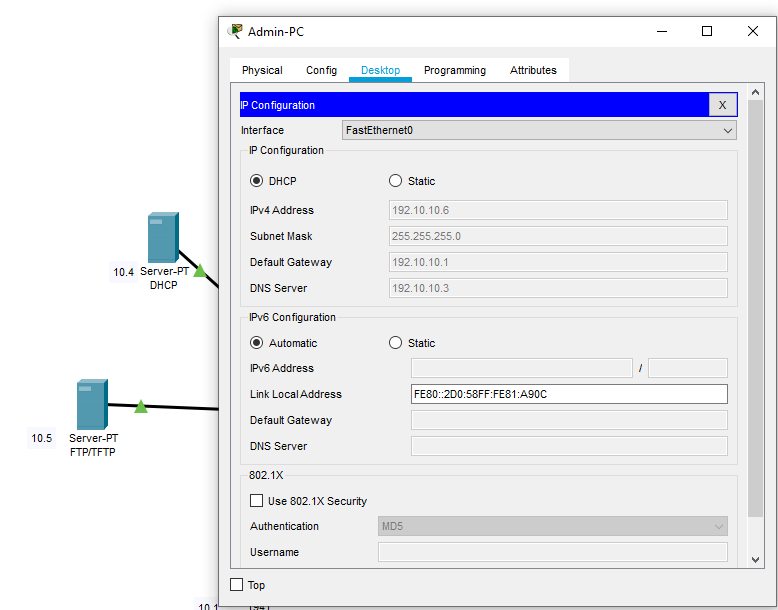 Admin-PC
Physical Config Desktop Programming Attributes
IP Configuration X
Interface FastEthernet0
IP Configuration
DHCP Static
IPv4 Address 192.10.10.6
Subnet Mask 255.255.255.0
Default Gateway 192.10.10.1
DNS Server 192.10.10.3
IPv6 Configuration
Automatic Static
IPv6 Address /
Link Local Address FE80::2D0:58FF:FE81:A90C
Default Gateway
DNS Server
802.1X
Use 802.1X Security
Authentication MD5
Username
Top
10.4 Server-PT
DHCP
10.5 Server-PT
FTP/TFTP
10.1 1941